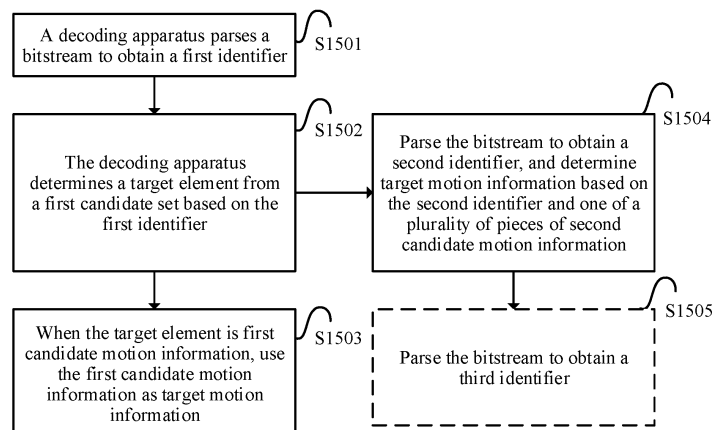 A decoding apparatus parses a
bitstream to obtain a first identifier
S1501
The decoding apparatus
determines a target element from
a first candidate set based on the
first identifier
S1502
When the target element is first
candidate motion information, use
the first candidate motion
information as target motion
information
S1503
Parse the bitstream to obtain a
second identifier, and determine
target motion information based on
the second identifier and one of a
plurality of pieces of second
candidate motion information
S1504
Parse the bitstream to obtain a
third identifier
S1505